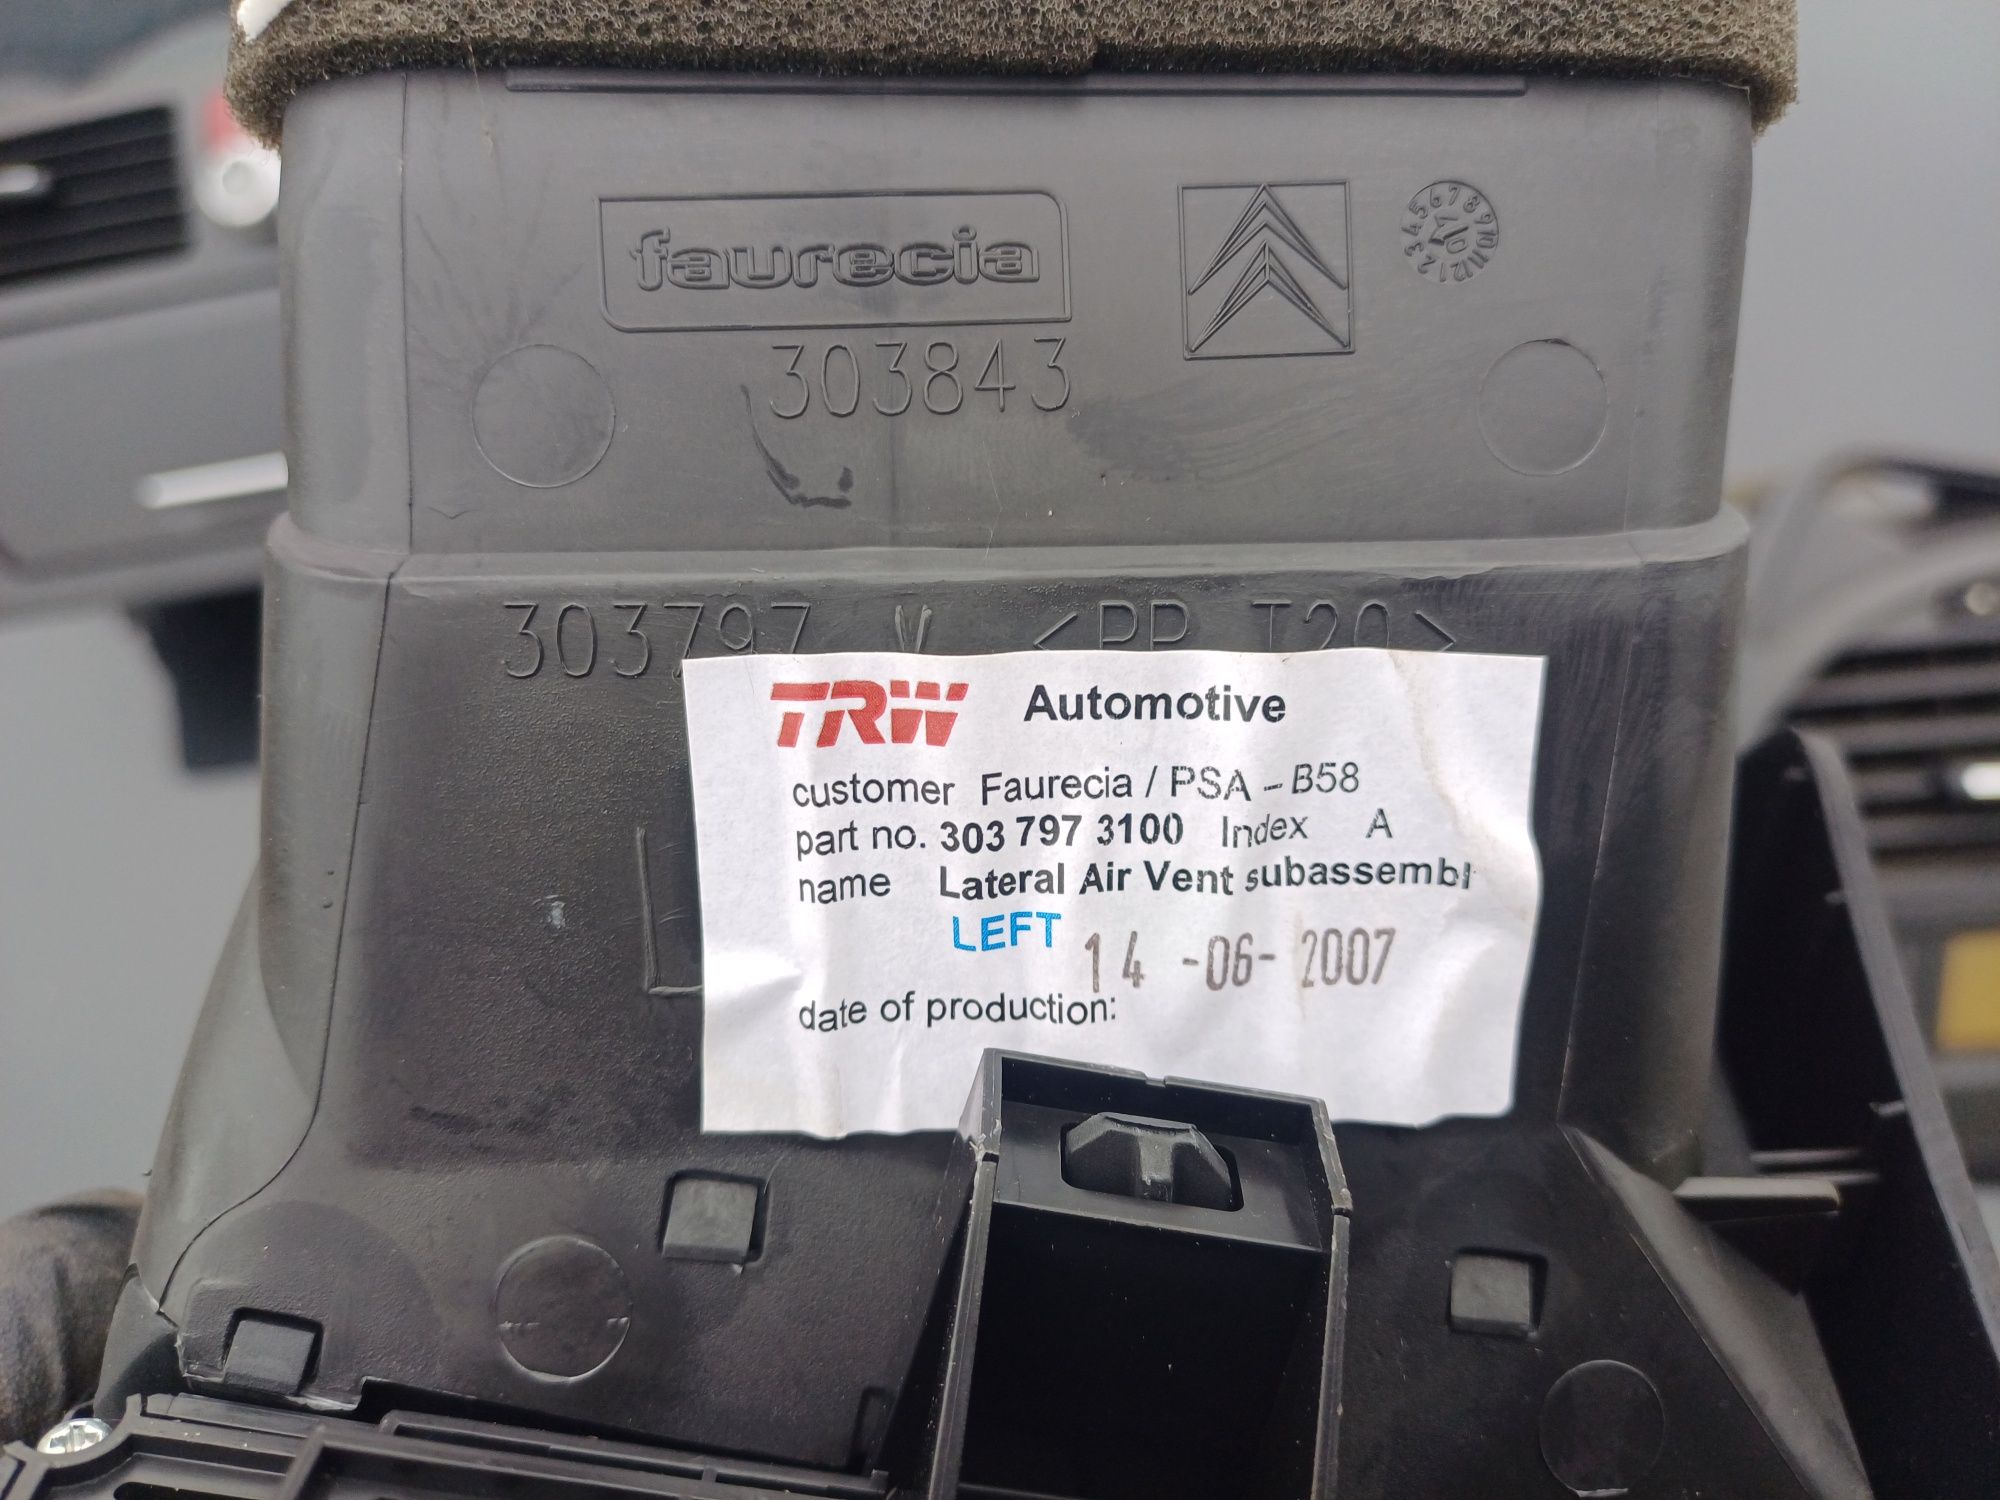 faurecia
303843
303797 <PP T20>
TRW Automotive
customer Faurecia / PSA - B58
part no. 303 797 3100 Index A
name Lateral Air Vent subassembl
LEFT
14 -06- 2007
date of production: